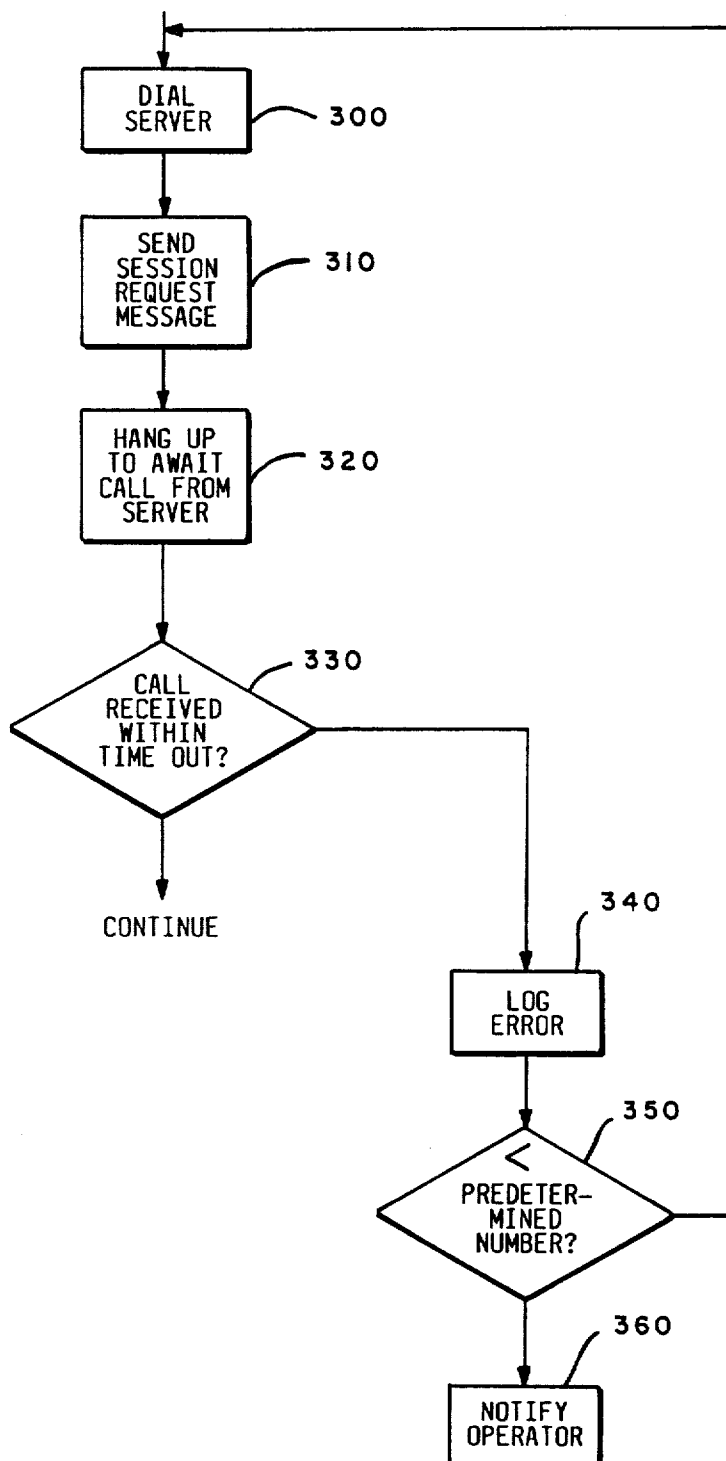 DIAL
SERVER
300
SEND
SESSION
REQUEST
MESSAGE
310
HANG UP
TO AWAIT
CALL FROM
SERVER
320
330
CALL
RECEIVED
WITHIN
TIME OUT?
CONTINUE
340
LOG
ERROR
350
<
PREDETER-
MINED
NUMBER?
360
NOTIFY
OPERATOR